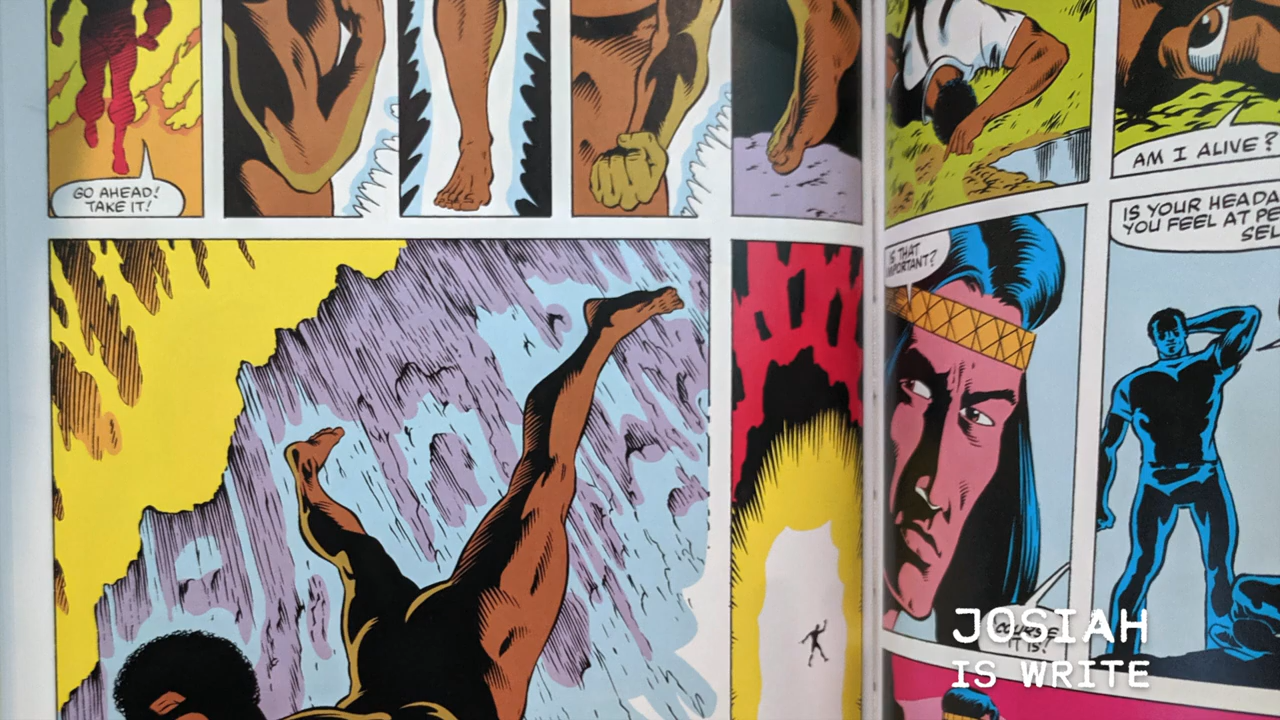 GO AHEAD!
TAKE IT!
AM I ALIVE?
IS THAT
IMPORTANT?
IS YOUR HEADA
YOU FEEL AT PE
SEL
COURSE
IT IS!
JOSIAH
IS WRITE